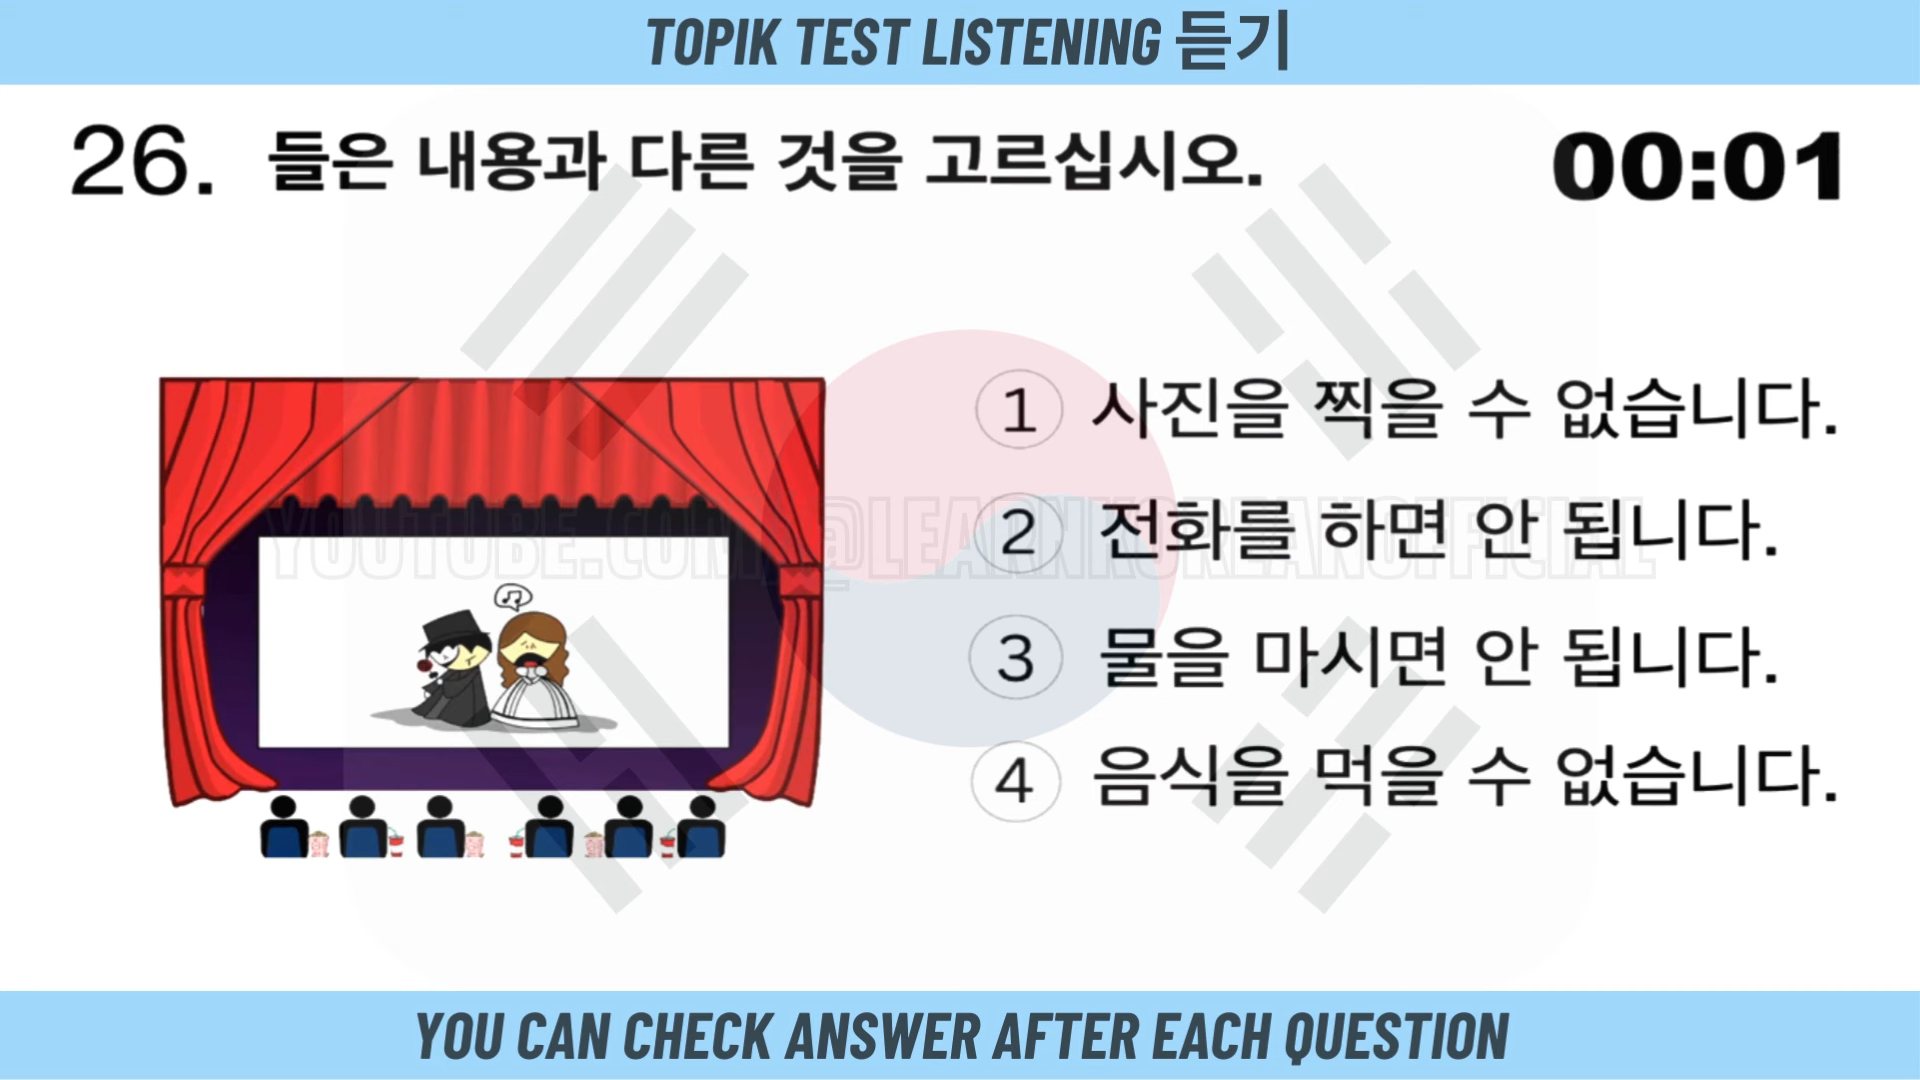 TOPIK TEST LISTENING 듣기
26. 들은 내용과 다른 것을 고르십시오.
00:01
① 사진을 찍을 수 없습니다.
② 전화를 하면 안 됩니다.
③ 물을 마시면 안 됩니다.
④ 음식을 먹을 수 없습니다.
YOUTUBE.COM/@LEARNKOREANOFFICIAL
YOU CAN CHECK ANSWER AFTER EACH QUESTION